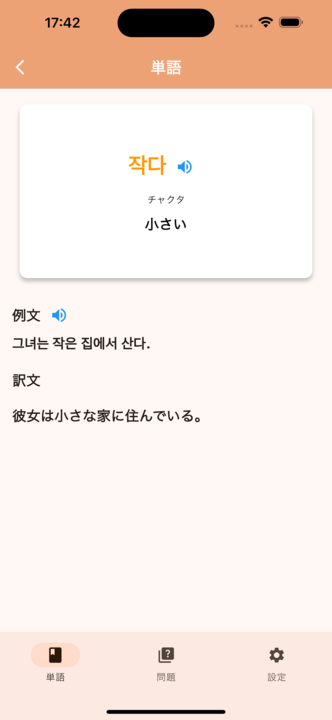 17:42
単語
작다
チャクタ
小さい
例文
그녀는 작은 집에서 산다.
訳文
彼女は小さな家に住んでいる。
単語
問題
設定